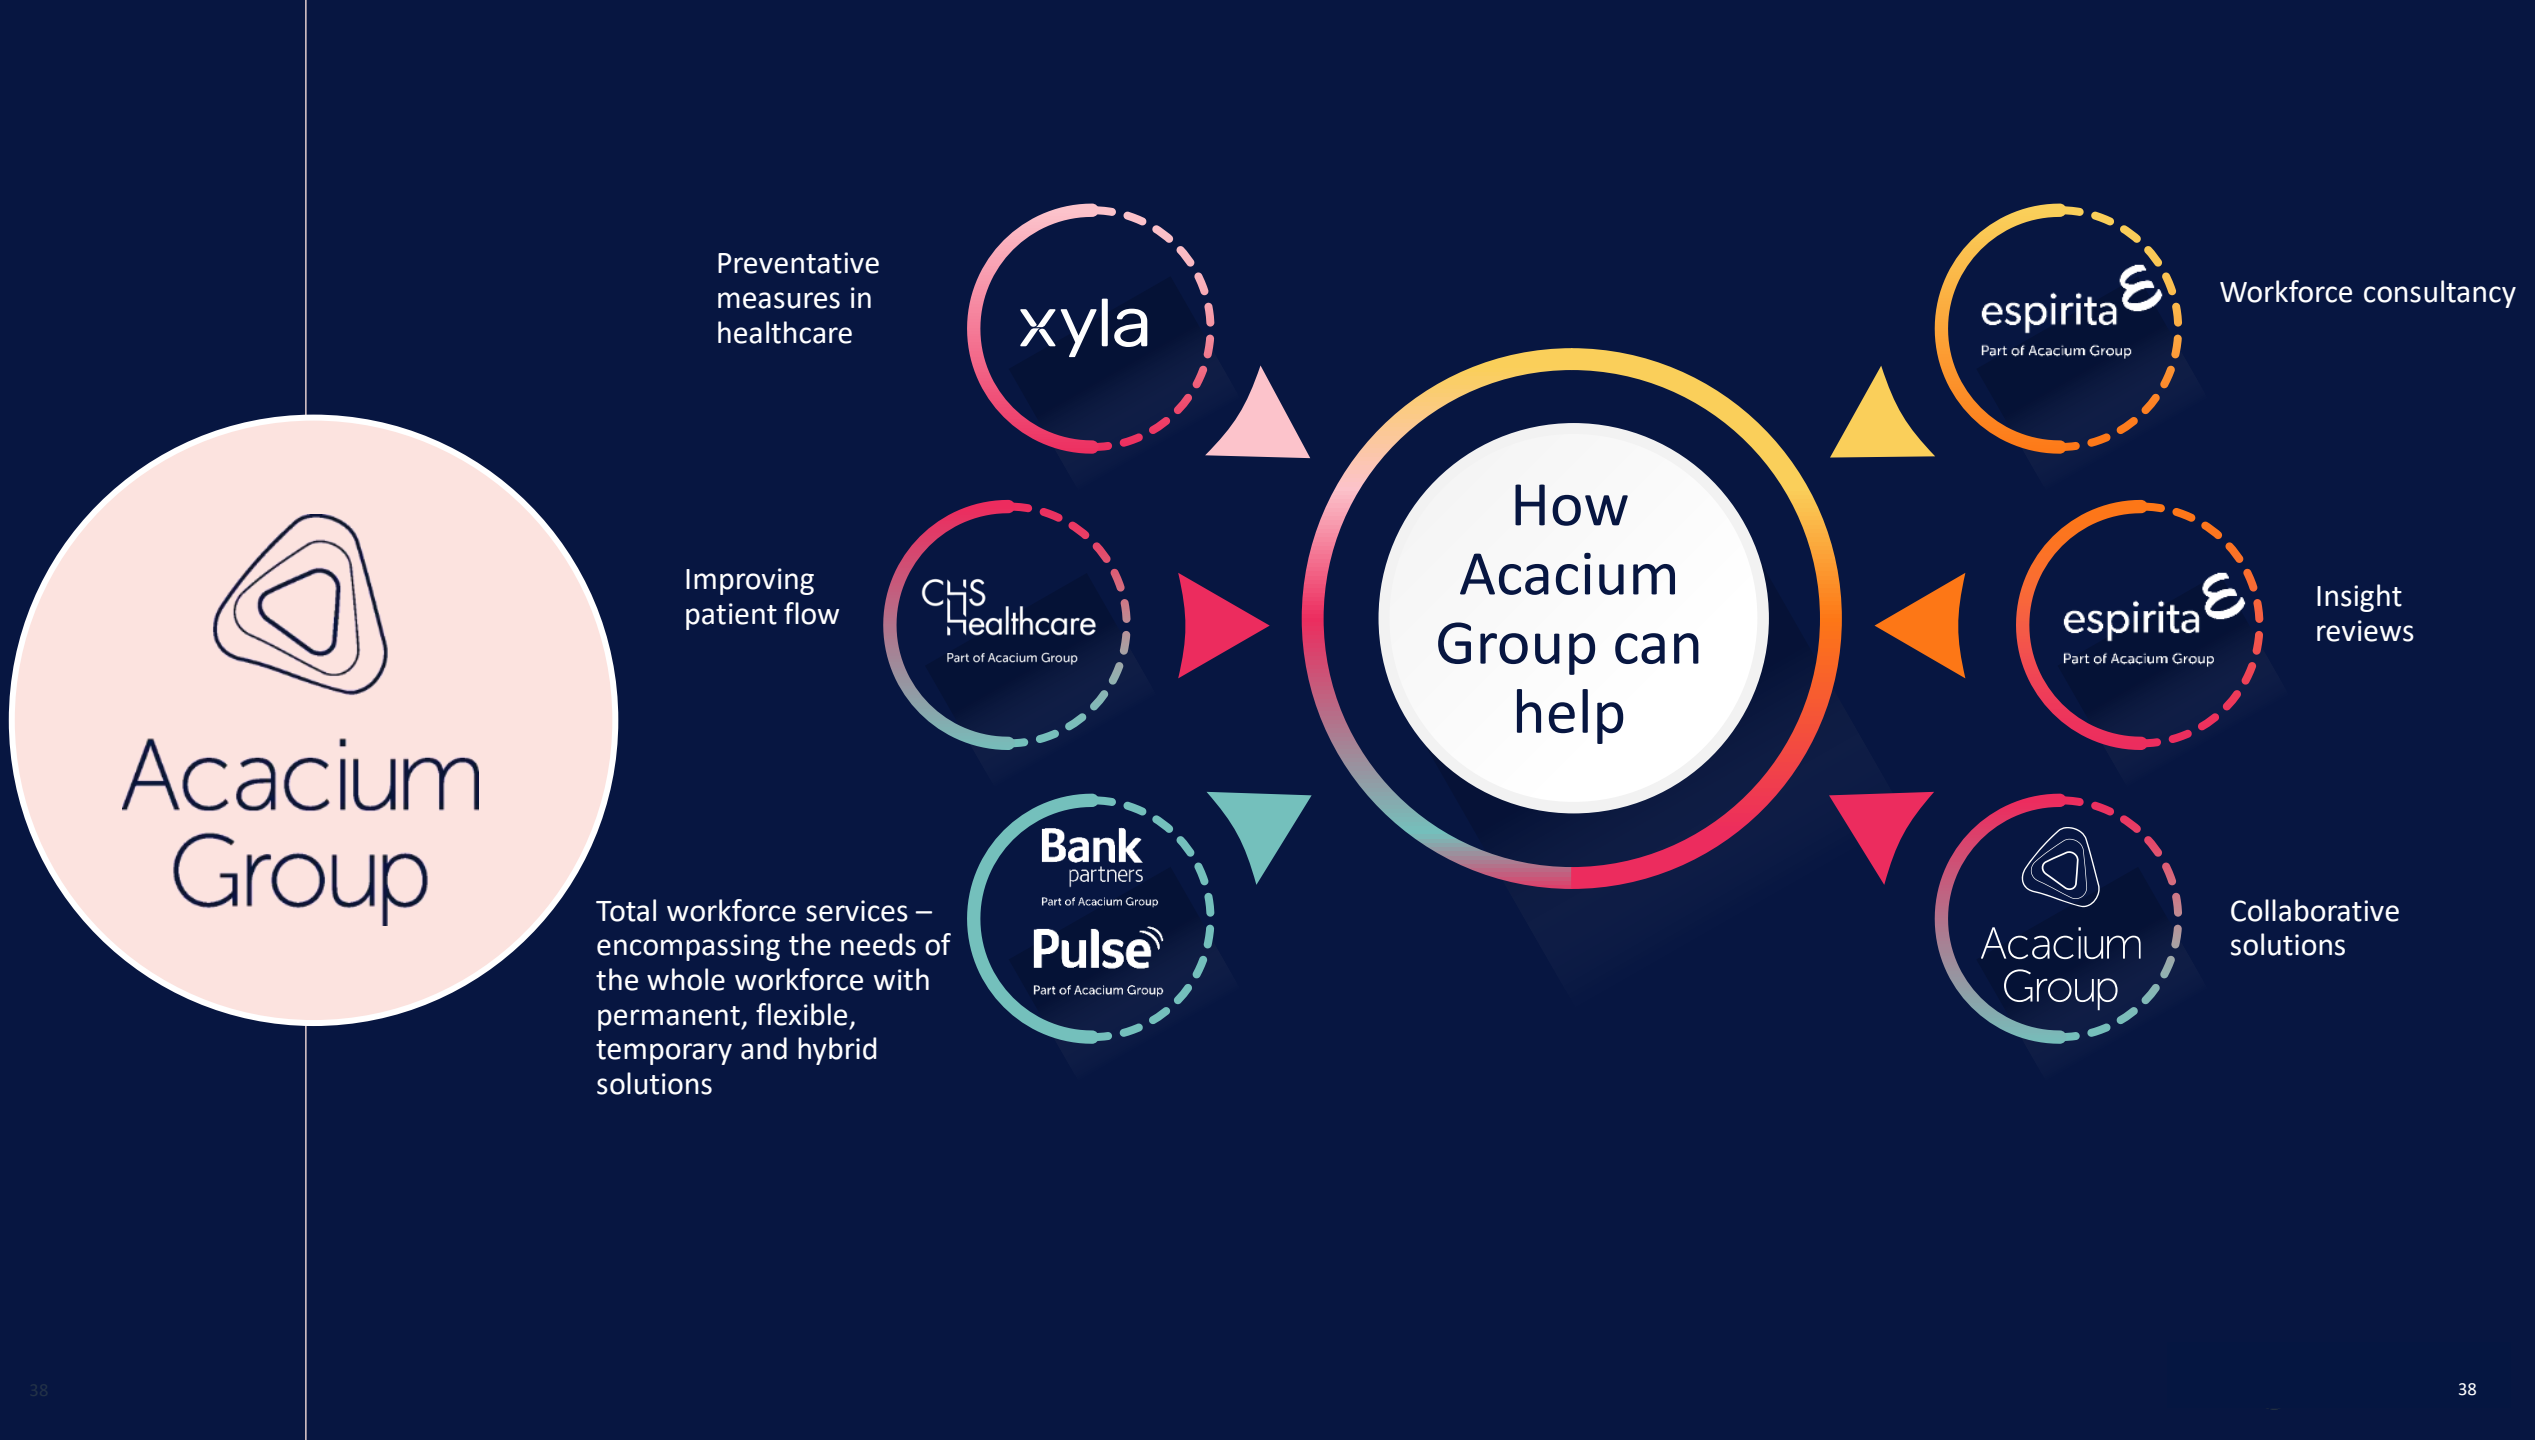 Acacium
Group
Preventative
measures in
healthcare
xyla
Improving
patient flow
CHS
Healthcare
Part of Acacium Group
Total workforce services –
encompassing the needs of
the whole workforce with
permanent, flexible,
temporary and hybrid
solutions
Bank
partners
Part of Acacium Group
Pulse
Part of Acacium Group
How
Acacium
Group can
help
espirita
Part of Acacium Group
Workforce consultancy
espirita
Part of Acacium Group
Insight
reviews
Acacium
Group
Collaborative
solutions
38
38